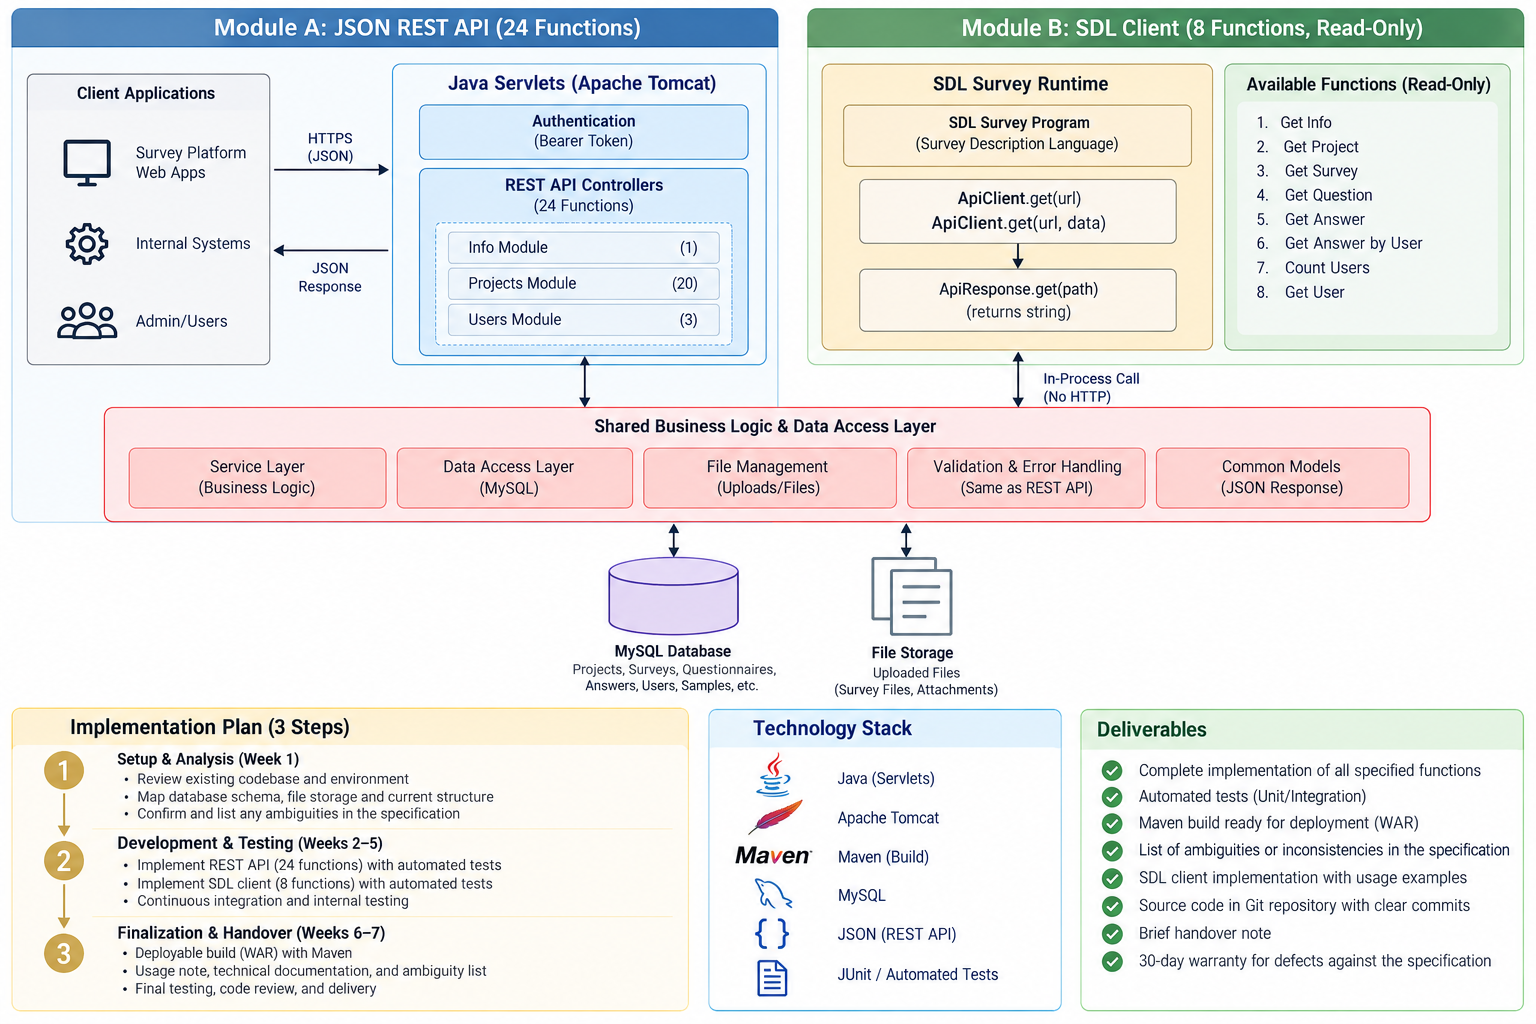 Module A: JSON REST API (24 Functions)
Client Applications
Survey Platform
Web Apps
Internal Systems
Admin/Users
HTTPS
(JSON)
JSON
Response
Java Servlets (Apache Tomcat)
Authentication
(Bearer Token)
REST API Controllers
(24 Functions)
Info Module (1)
Projects Module (20)
Users Module (3)
Module B: SDL Client (8 Functions, Read-Only)
SDL Survey Runtime
SDL Survey Program
(Survey Description Language)
ApiClient.get(url)
ApiClient.get(url, data)
ApiResponse.get(path)
(returns string)
Available Functions (Read-Only)
1. Get Info
2. Get Project
3. Get Survey
4. Get Question
5. Get Answer
6. Get Answer by User
7. Count Users
8. Get User
In-Process Call
(No HTTP)
Shared Business Logic & Data Access Layer
Service Layer
(Business Logic)
Data Access Layer
(MySQL)
File Management
(Uploads/Files)
Validation & Error Handling
(Same as REST API)
Common Models
(JSON Response)
MySQL Database
Projects, Surveys, Questionnaires,
Answers, Users, Samples, etc.
File Storage
Uploaded Files
(Survey Files, Attachments)
Implementation Plan (3 Steps)
1
Setup & Analysis (Week 1)
• Review existing codebase and environment
• Map database schema, file storage and current structure
• Confirm and list any ambiguities in the specification
2
Development & Testing (Weeks 2–5)
• Implement REST API (24 functions) with automated tests
• Implement SDL client (8 functions) with automated tests
• Continuous integration and internal testing
3
Finalization & Handover (Weeks 6–7)
• Deployable build (WAR) with Maven
• Usage note, technical documentation, and ambiguity list
• Final testing, code review, and delivery
Technology Stack
Java (Servlets)
Apache Tomcat
Maven Maven (Build)
MySQL
{ } JSON (REST API)
JUnit / Automated Tests
Deliverables
Complete implementation of all specified functions
Automated tests (Unit/Integration)
Maven build ready for deployment (WAR)
List of ambiguities or inconsistencies in the specification
SDL client implementation with usage examples
Source code in Git repository with clear commits
Brief handover note
30-day warranty for defects against the specification